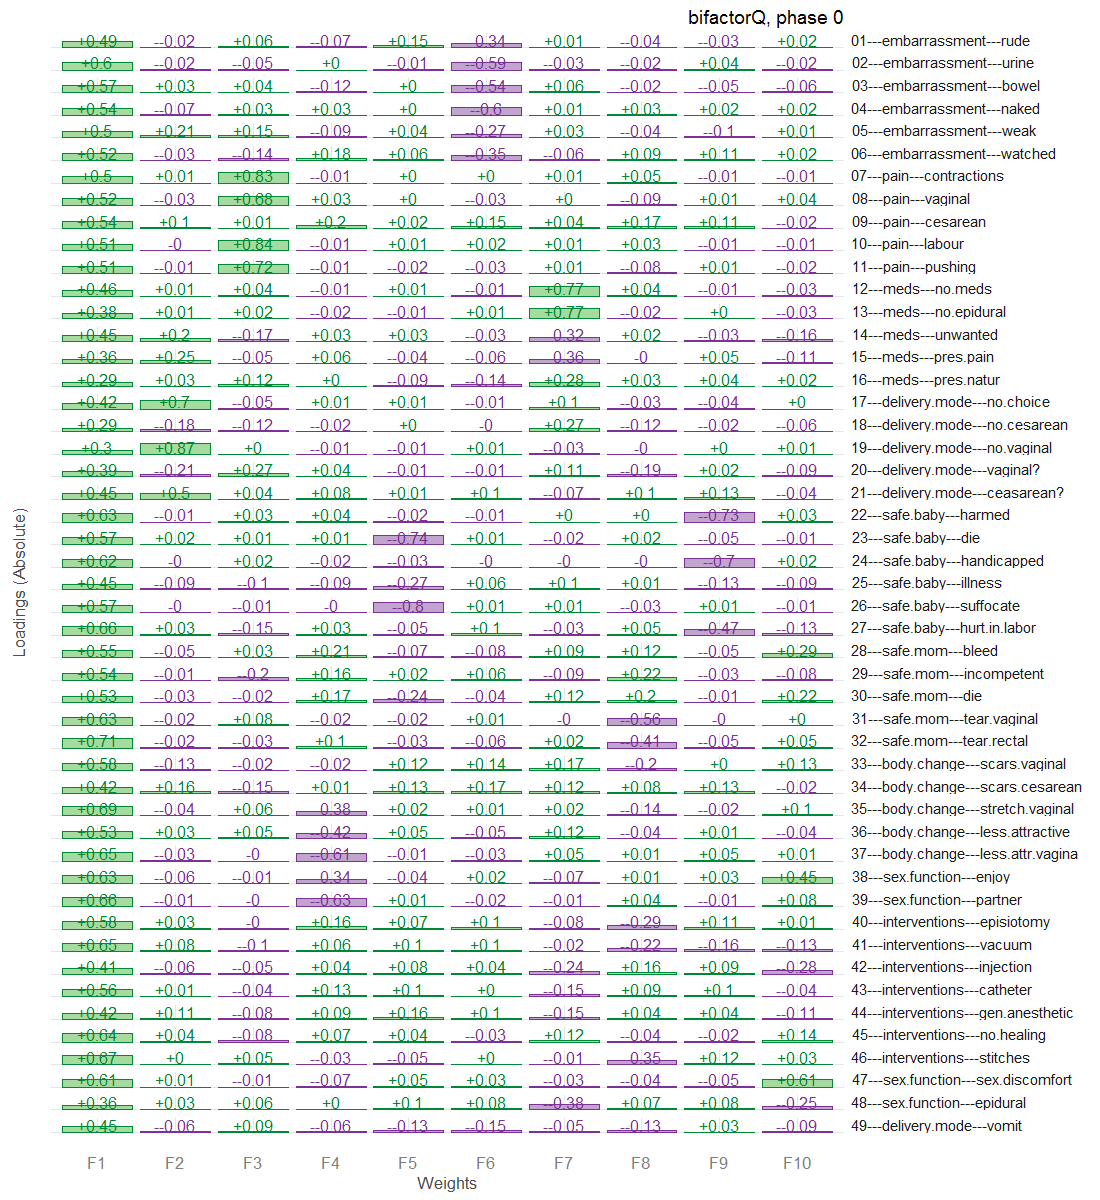 bifactorQ, phase 0
+0.49 --0.02 +0.06 --0.07 +0.15 --0.34 +0.01 --0.04 --0.03 +0.02 01---embarrassment---rude
+0.6 --0.02 --0.05 +0 --0.01 --0.59 --0.03 --0.02 +0.04 --0.02 02---embarrassment---urine
+0.57 +0.03 +0.04 --0.12 +0 --0.54 +0.06 --0.02 --0.05 --0.06 03---embarrassment---bowel
+0.54 --0.07 +0.03 +0.03 +0 --0.6 +0.01 +0.03 +0.02 +0.02 04---embarrassment---naked
+0.5 +0.21 +0.15 --0.09 +0.04 --0.27 +0.03 --0.04 --0.1 +0.01 05---embarrassment---weak
+0.52 --0.03 --0.14 +0.18 +0.06 --0.35 --0.06 +0.09 +0.11 +0.02 06---embarrassment---watched
+0.5 +0.01 +0.83 --0.01 +0 +0 +0.01 +0.05 --0.01 --0.01 07---pain---contractions
+0.52 --0.03 +0.68 +0.03 +0 --0.03 +0 --0.09 +0.01 +0.04 08---pain---vaginal
+0.54 +0.1 +0.01 +0.2 +0.02 +0.15 +0.04 +0.17 +0.11 --0.02 09---pain---cesarean
+0.51 -0 +0.84 --0.01 +0.01 +0.02 +0.01 +0.03 --0.01 --0.01 10---pain---labour
+0.51 --0.01 +0.72 --0.01 --0.02 --0.03 +0.01 --0.08 +0.01 --0.02 11---pain---pushing
+0.46 +0.01 +0.04 --0.01 +0.01 --0.01 +0.77 +0.04 --0.01 --0.03 12---meds---no.meds
+0.38 +0.01 +0.02 --0.02 --0.01 +0.01 +0.77 --0.02 +0 --0.03 13---meds---no.epidural
+0.45 +0.2 --0.17 +0.03 +0.03 --0.03 --0.32 +0.02 --0.03 --0.16 14---meds---unwanted
+0.36 +0.25 --0.05 +0.06 --0.04 --0.06 --0.36 -0 +0.05 --0.11 15---meds---pres.pain
+0.29 +0.03 +0.12 +0 --0.09 --0.14 +0.28 +0.03 +0.04 +0.02 16---meds---pres.natur
+0.42 +0.7 --0.05 +0.01 +0.01 --0.01 +0.1 --0.03 --0.04 +0 17---delivery.mode---no.choice
+0.29 --0.18 --0.12 --0.02 +0 -0 +0.27 --0.12 --0.02 --0.06 18---delivery.mode---no.cesarean
+0.3 +0.87 +0 --0.01 --0.01 +0.01 --0.03 -0 +0 +0.01 19---delivery.mode---no.vaginal
+0.39 --0.21 +0.27 +0.04 --0.01 --0.01 +0.11 --0.19 +0.02 --0.09 20---delivery.mode---vaginal?
+0.45 +0.5 +0.04 +0.08 +0.01 +0.1 --0.07 +0.1 +0.13 --0.04 21---delivery.mode---ceasarean?
+0.63 --0.01 +0.03 +0.04 --0.02 --0.01 +0 +0 --0.73 +0.03 22---safe.baby---harmed
+0.57 +0.02 +0.01 +0.01 --0.74 +0.01 --0.02 +0.02 --0.05 --0.01 23---safe.baby---die
+0.62 -0 +0.02 --0.02 --0.03 -0 -0 -0 --0.7 +0.02 24---safe.baby---handicapped
+0.45 --0.09 --0.1 --0.09 --0.27 +0.06 +0.1 +0.01 --0.13 --0.09 25---safe.baby---illness
+0.57 -0 --0.01 -0 --0.8 +0.01 +0.01 --0.03 +0.01 --0.01 26---safe.baby---suffocate
+0.66 +0.03 --0.15 +0.03 --0.05 +0.1 --0.03 +0.05 --0.47 --0.13 27---safe.baby---hurt.in.labor
+0.55 --0.05 +0.03 +0.21 --0.07 --0.08 +0.09 +0.12 --0.05 +0.29 28---safe.mom---bleed
+0.54 --0.01 --0.2 +0.16 +0.02 +0.06 --0.01 +0.22 --0.03 --0.08 29---safe.mom---incompetent
+0.53 --0.03 --0.02 +0.17 --0.24 --0.04 +0.12 +0.2 --0.01 +0.22 30---safe.mom---die
+0.63 --0.02 +0.08 --0.02 --0.02 +0.01 -0 --0.56 -0 +0 31---safe.mom---tear.vaginal
+0.71 --0.02 --0.03 +0.1 --0.03 --0.06 +0.02 --0.41 --0.05 +0.05 32---safe.mom---tear.rectal
+0.58 --0.13 --0.02 --0.02 +0.12 +0.14 +0.17 --0.2 +0 +0.13 33---body.change---scars.vaginal
+0.42 +0.16 --0.15 +0.01 +0.13 +0.17 +0.12 +0.08 +0.13 --0.02 34---body.change---scars.cesarean
+0.69 --0.04 +0.06 --0.38 +0.02 +0.01 +0.02 --0.14 --0.02 +0.1 35---body.change---stretch.vaginal
+0.53 +0.03 +0.05 --0.42 +0.05 --0.05 +0.12 --0.04 +0.01 --0.04 36---body.change---less.attractive
+0.65 --0.03 -0 --0.61 --0.01 --0.03 +0.05 +0.01 +0.05 +0.01 37---body.change---less.attr.vagina
+0.63 --0.06 --0.01 --0.34 --0.04 +0.02 --0.07 +0.01 +0.03 +0.45 38---sex.function---enjoy
+0.66 --0.01 -0 --0.63 +0.01 --0.02 --0.01 +0.04 --0.01 +0.08 39---sex.function---partner
+0.58 +0.03 -0 +0.16 +0.07 +0.1 --0.08 --0.29 +0.11 +0.01 40---interventions---episiotomy
+0.65 +0.08 --0.1 +0.06 +0.1 +0.1 --0.02 --0.22 --0.16 --0.13 41---interventions---vacuum
+0.41 --0.06 --0.05 +0.04 +0.08 +0.04 --0.24 +0.16 +0.09 --0.28 42---interventions---injection
+0.56 +0.01 --0.04 +0.13 +0.1 +0 --0.15 +0.09 +0.1 --0.04 43---interventions---catheter
+0.42 +0.11 --0.08 +0.09 +0.16 +0.1 --0.15 +0.04 +0.04 --0.11 44---interventions---gen.anesthetic
+0.64 +0.04 --0.08 +0.07 +0.04 --0.03 +0.12 --0.04 --0.02 +0.14 45---interventions---no.healing
+0.67 +0 +0.05 --0.03 --0.05 +0 --0.01 --0.35 +0.12 +0.03 46---interventions---stitches
+0.61 +0.01 --0.01 --0.07 +0.05 +0.03 --0.03 --0.04 --0.05 +0.61 47---sex.function---sex.discomfort
+0.36 +0.03 +0.06 +0 +0.1 +0.08 --0.38 +0.07 +0.08 --0.25 48---sex.function---epidural
+0.45 --0.06 +0.09 --0.06 --0.13 --0.15 --0.05 --0.13 +0.03 --0.09 49---delivery.mode---vomit
Loadings (Absolute)
F1 F2 F3 F4 F5 F6 F7 F8 F9 F10
Weights